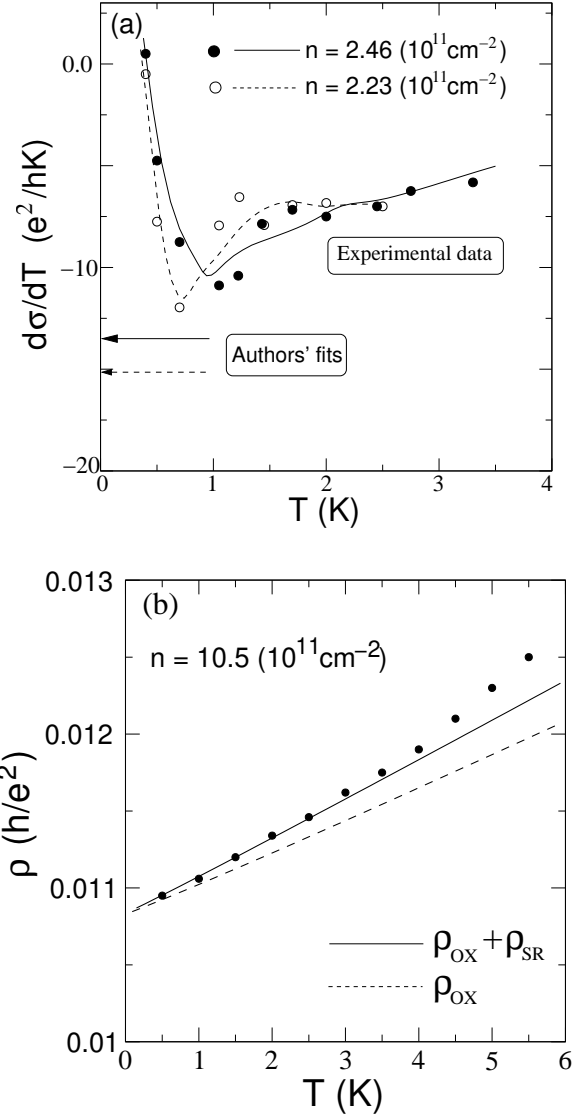 (a)
n = 2.46 (10¹¹cm⁻²)
n = 2.23 (10¹¹cm⁻²)
0.0
−10
−20
dσ/dT (e²/hK)
Experimental data
Authors' fits
0 1 2 3 4
T (K)
(b)
n = 10.5 (10¹¹cm⁻²)
0.013
0.012
0.011
0.01
ρ (h/e²)
ρOX + ρSR
ρOX
0 1 2 3 4 5 6
T (K)